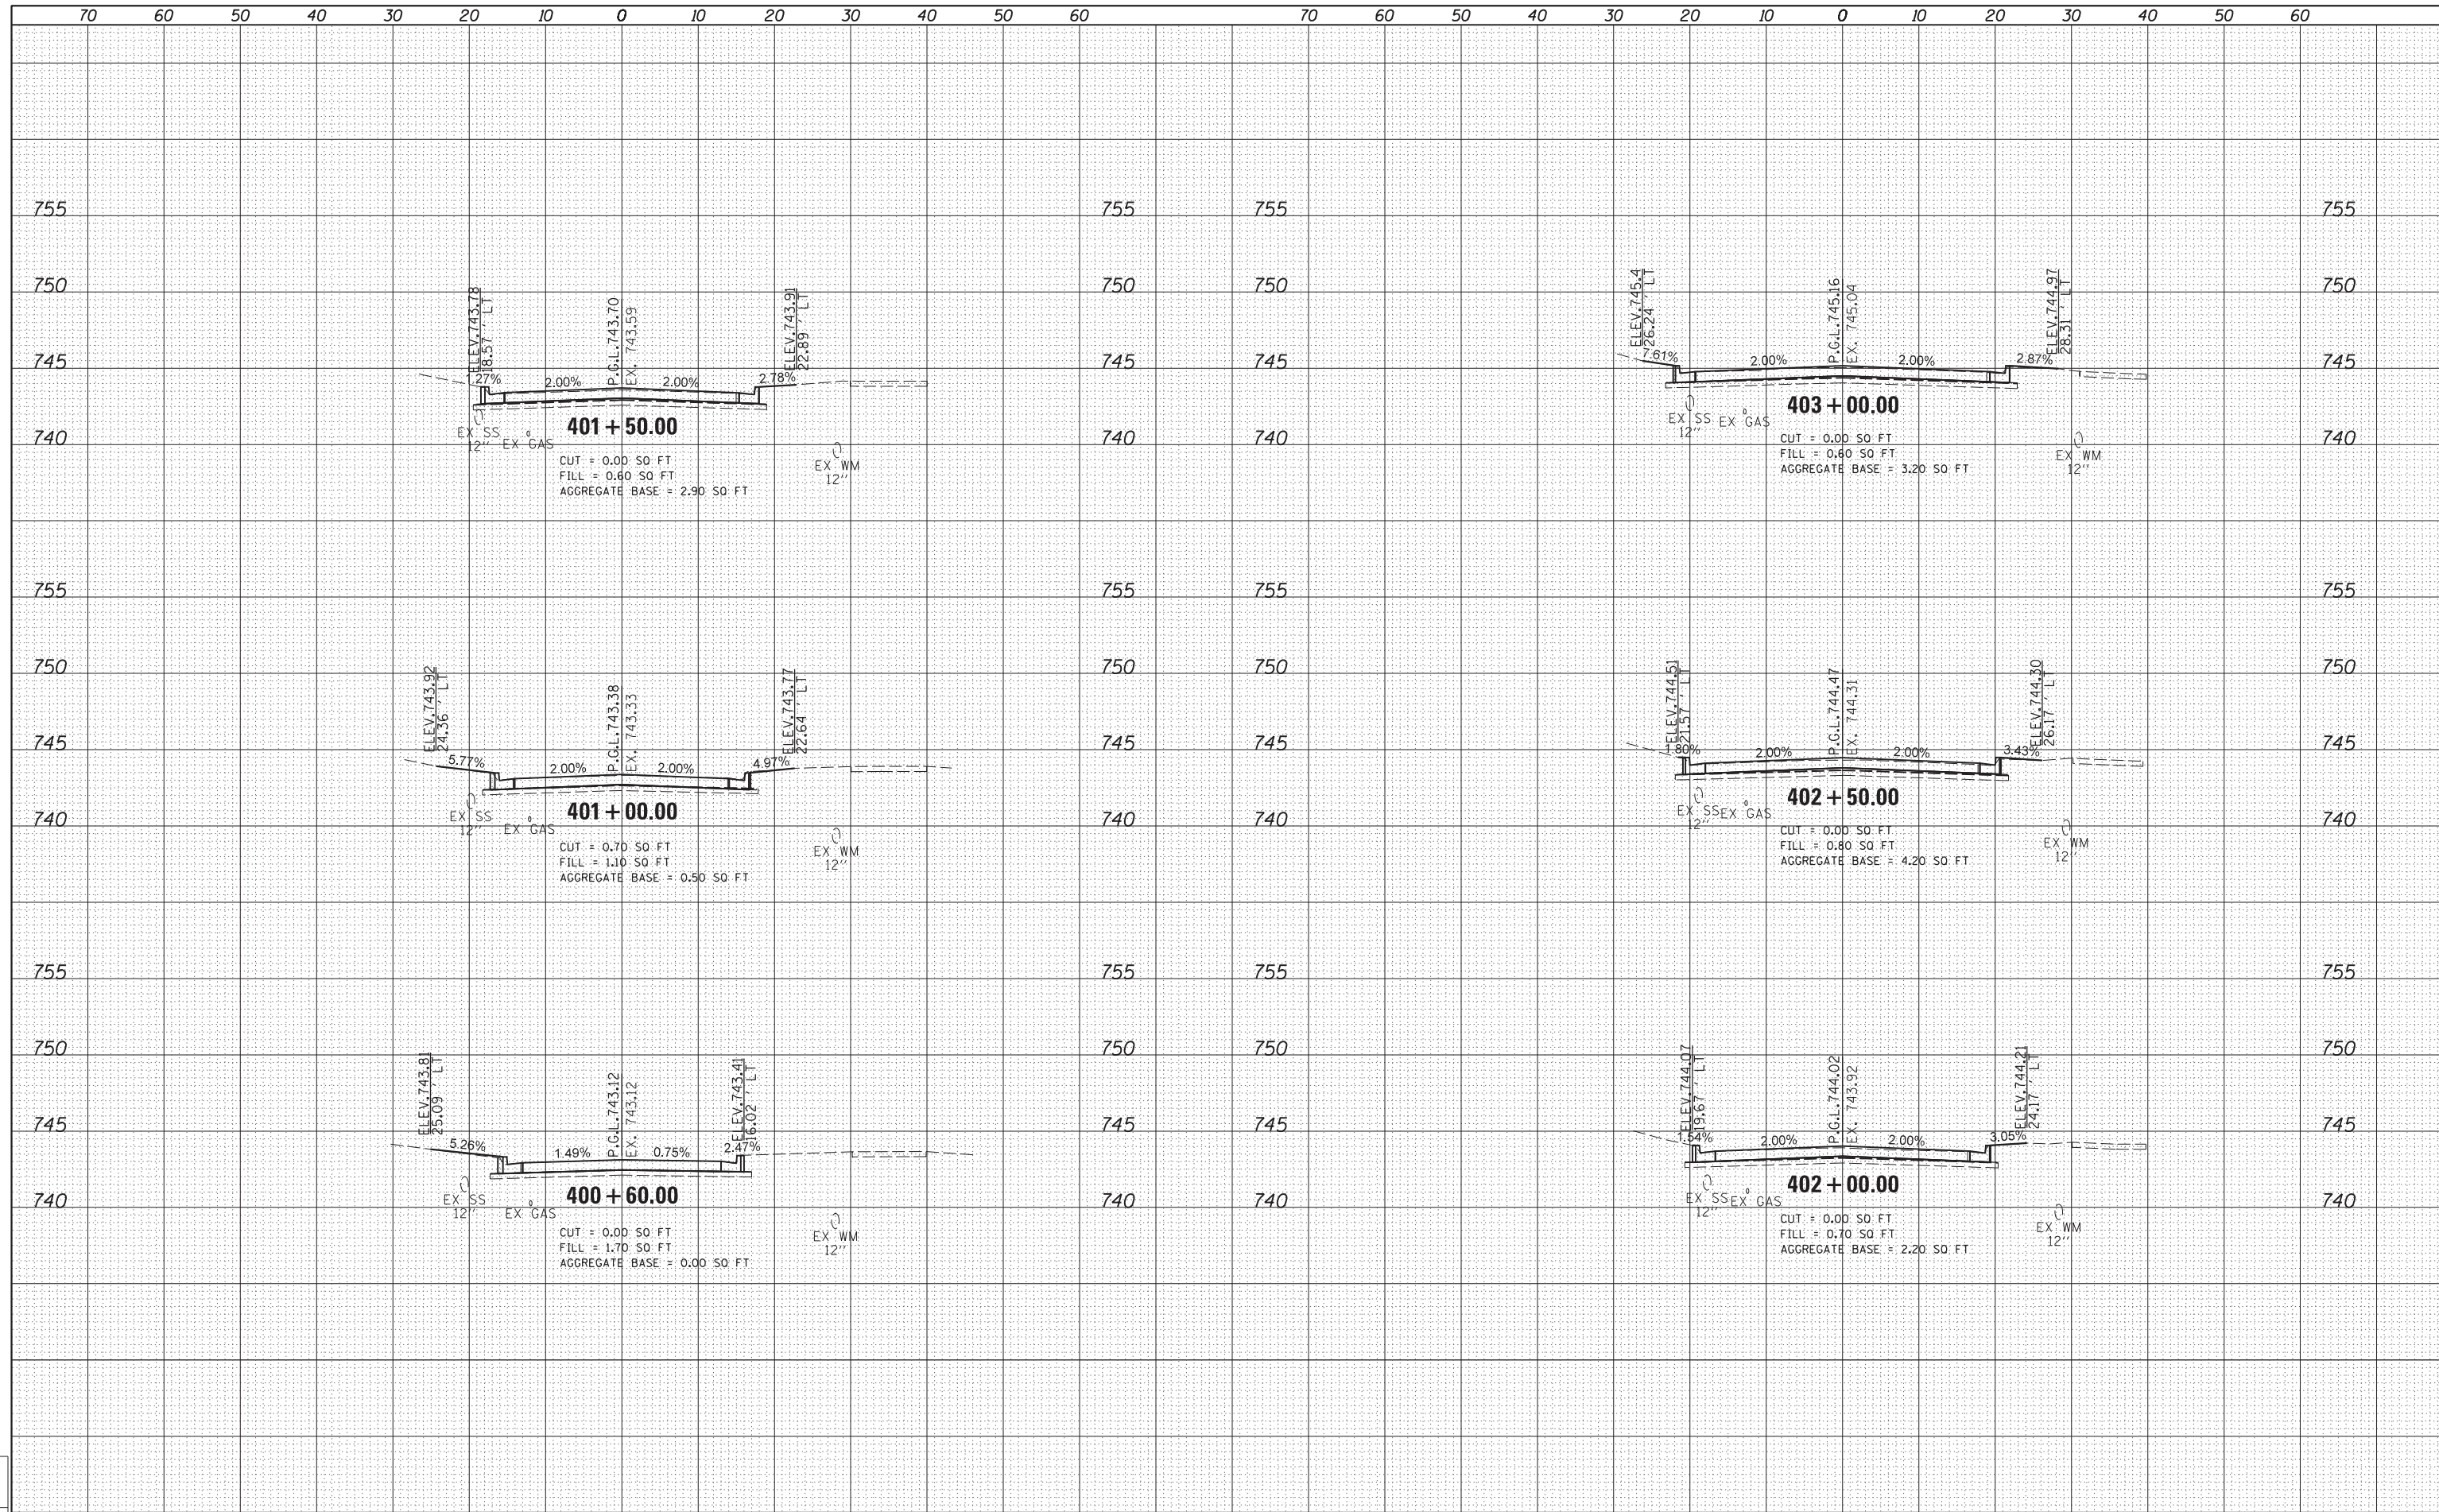 70 60 50 40 30 20 10 0 10 20 30 40 50 60 70 60 50 40 30 20 10 0 10 20 30 40 50 60
755 755 755 755
750 750 750 750
745 745 745 745
740 740 740 740
ELEV.743.78
18.57 ' LT
P.G.L.743.70
EX. 743.59
ELEV.743.91
22.89 ' LT
.27% 2.00% 2.00% 2.78%
EX SS
12''
EX GAS
401+50.00
EX WM
12''
CUT = 0.00 SQ FT
FILL = 0.60 SQ FT
AGGREGATE BASE = 2.90 SQ FT
ELEV.745.4
26.24 ' LT
P.G.L.745.16
EX. 745.04
ELEV.744.97
28.31 ' LT
7.61% 2.00% 2.00% 2.87%
EX SS
12''
EX GAS
403+00.00
EX WM
12''
CUT = 0.00 SQ FT
FILL = 0.60 SQ FT
AGGREGATE BASE = 3.20 SQ FT
755 755 755 755
750 750 750 750
745 745 745 745
740 740 740 740
ELEV.743.92
24.36 ' LT
P.G.L.743.38
EX. 743.33
ELEV.743.77
22.64 ' LT
5.77% 2.00% 2.00% 4.97%
EX SS
12''
EX GAS
401+00.00
EX WM
12''
CUT = 0.70 SQ FT
FILL = 1.10 SQ FT
AGGREGATE BASE = 0.50 SQ FT
ELEV.744.51
21.57 ' LT
P.G.L.744.47
EX. 744.31
ELEV.744.30
26.17 ' LT
1.80% 2.00% 2.00% 3.43%
EX SS
12''
EX GAS
402+50.00
EX WM
12''
CUT = 0.00 SQ FT
FILL = 0.80 SQ FT
AGGREGATE BASE = 4.20 SQ FT
755 755 755 755
750 750 750 750
745 745 745 745
740 740 740 740
ELEV.743.81
25.09 ' LT
P.G.L.743.12
EX. 743.12
ELEV.743.41
16.02 ' LT
5.26% 1.49% 0.75% 2.47%
EX SS
12''
EX GAS
400+60.00
EX WM
12''
CUT = 0.00 SQ FT
FILL = 1.70 SQ FT
AGGREGATE BASE = 0.00 SQ FT
ELEV.744.07
19.67 ' LT
P.G.L.744.02
EX. 743.92
ELEV.744.21
24.17 ' LT
1.54% 2.00% 2.00% 3.05%
EX SS
12''
EX GAS
402+00.00
EX WM
12''
CUT = 0.00 SQ FT
FILL = 0.70 SQ FT
AGGREGATE BASE = 2.20 SQ FT